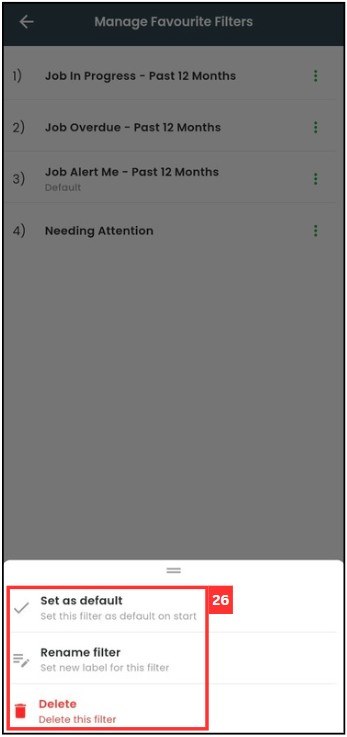 Manage Favourite Filters
1) Job In Progress - Past 12 Months
2) Job Overdue - Past 12 Months
3) Job Alert Me - Past 12 Months
Default
4) Needing Attention
Set as default
26
Set this filter as default on start
Rename filter
Set new label for this filter
Delete
Delete this filter